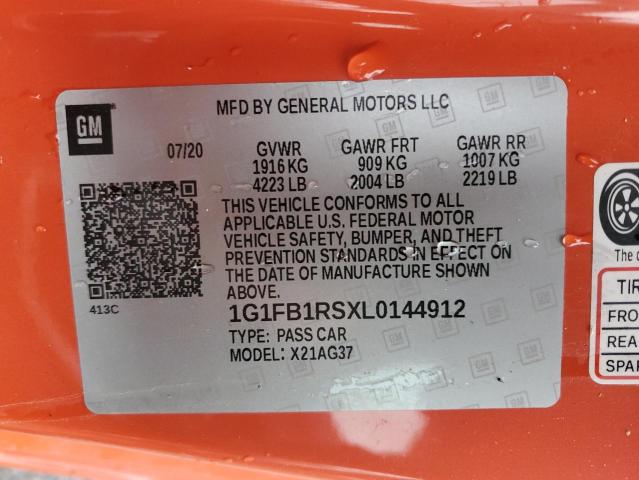 GM
MFD BY GENERAL MOTORS LLC
07/20 GVWR GAWR FRT GAWR RR
1916 KG 909 KG 1007 KG
4223 LB 2004 LB 2219 LB
THIS VEHICLE CONFORMS TO ALL
APPLICABLE U.S. FEDERAL MOTOR
VEHICLE SAFETY, BUMPER, AND THEFT
PREVENTION STANDARDS IN EFFECT ON
THE DATE OF MANUFACTURE SHOWN
ABOVE.
413C
1G1FB1RSXL0144912
TYPE: PASS CAR
MODEL: X21AG37
The
TIR
FRO
REA
SPAR